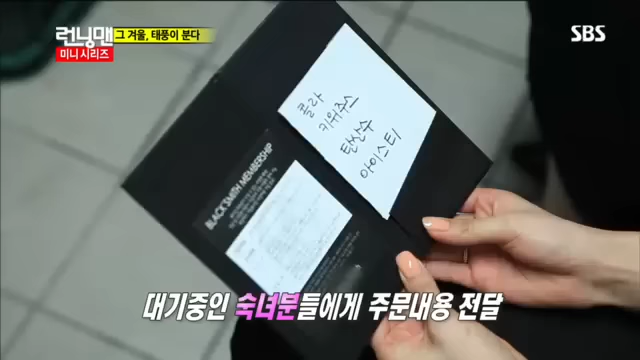 런닝맨
그 겨울, 태풍이 분다
미니시리즈
SBS
콜라
키위주스
탄산수
아이스티
BLACKSMITH MEMBERSHIP
대기중인 숙녀분들에게 주문내용 전달